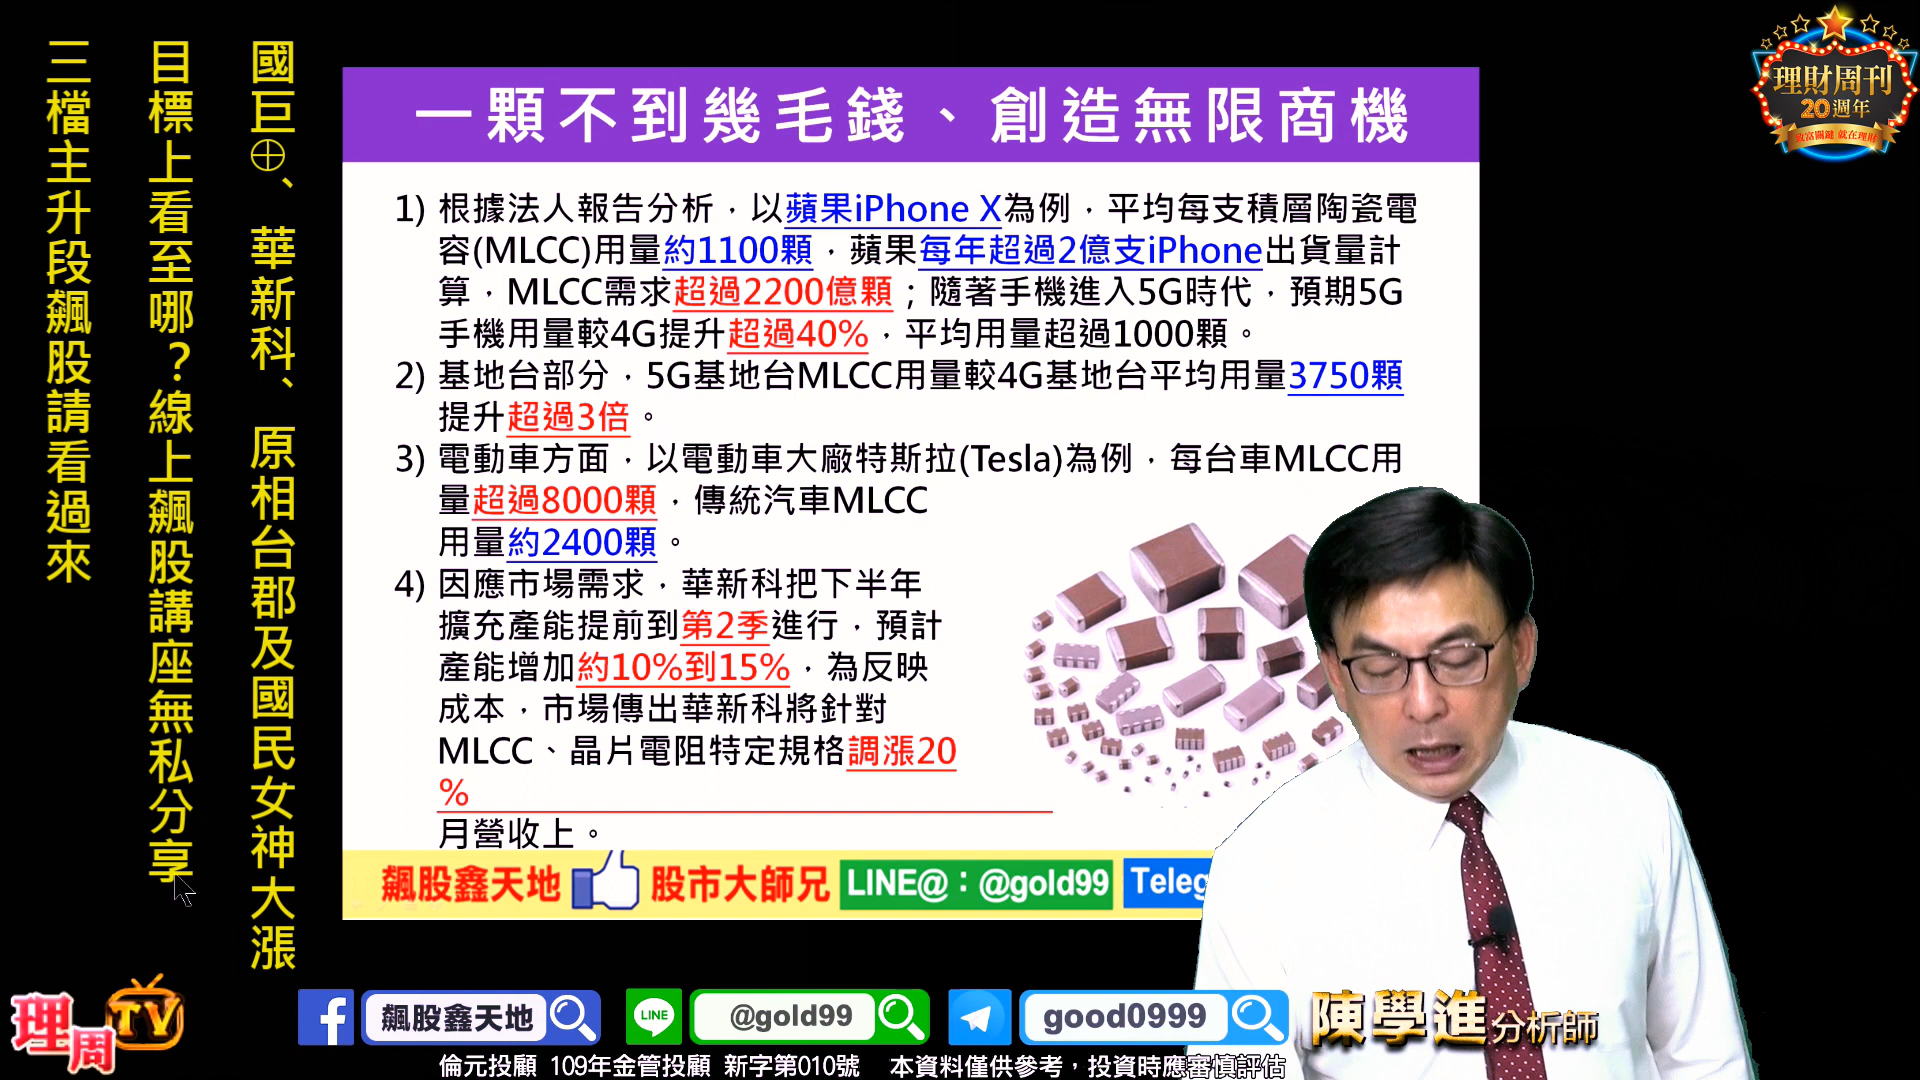 國巨⊕、華新科、原相台郡及國民女神大漲
目標上看至哪？線上飆股講座無私分享
三檔主升段飆股請看過來
理財周刊
20週年
致富關鍵 就在理財
一顆不到幾毛錢、創造無限商機
1) 根據法人報告分析，以蘋果iPhone X為例，平均每支積層陶瓷電
容(MLCC)用量約1100顆，蘋果每年超過2億支iPhone出貨量計
算，MLCC需求超過2200億顆；隨著手機進入5G時代，預期5G
手機用量較4G提升超過40%，平均用量超過1000顆。
2) 基地台部分，5G基地台MLCC用量較4G基地台平均用量3750顆
提升超過3倍。
3) 電動車方面，以電動車大廠特斯拉(Tesla)為例，每台車MLCC用
量超過8000顆，傳統汽車MLCC
用量約2400顆。
4) 因應市場需求，華新科把下半年
擴充產能提前到第2季進行，預計
產能增加約10%到15%，為反映
成本，市場傳出華新科將針對
MLCC、晶片電阻特定規格調漲20
%
月營收上。
飆股鑫天地 股市大師兄 LINE@：@gold99 Teleg
理周TV
飆股鑫天地
LINE @gold99
good0999
陳學進分析師
倫元投顧 109年金管投顧 新字第010號 本資料僅供參考，投資時應審慎評估